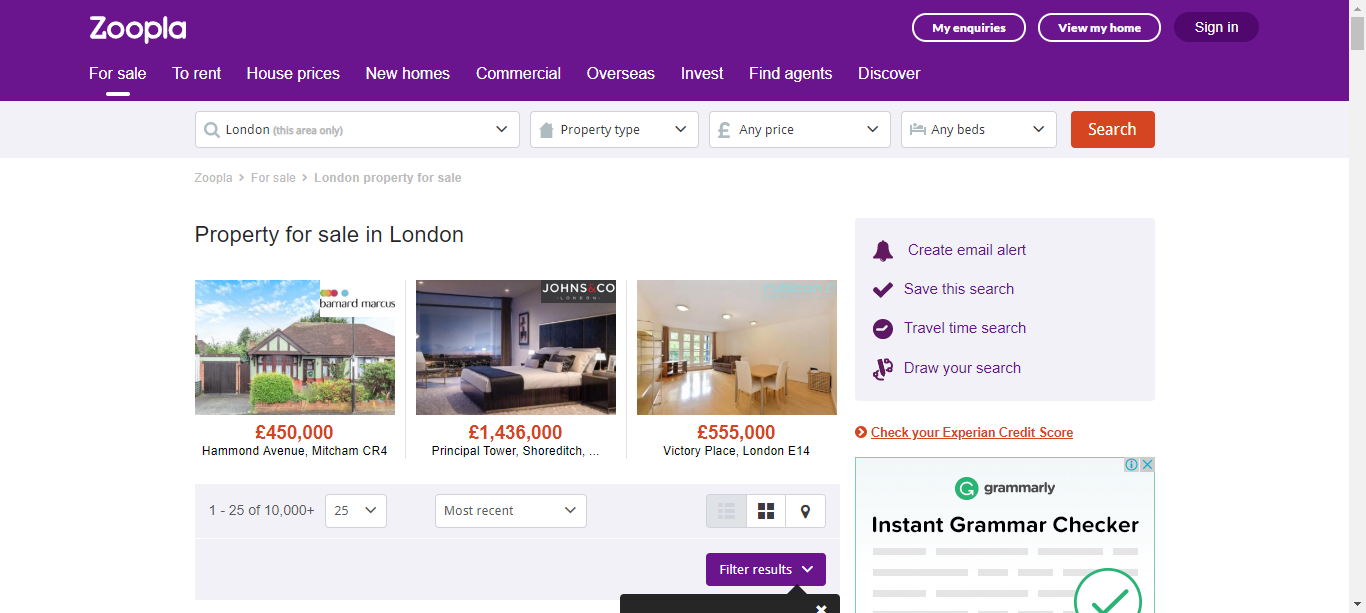 Zoopla
My enquiries
View my home
Sign in
For sale
To rent
House prices
New homes
Commercial
Overseas
Invest
Find agents
Discover
London (this area only)
Property type
£ Any price
Any beds
Search
Zoopla > For sale > London property for sale
Property for sale in London
barnard marcus
JOHNS&CO
- LONDON -
£450,000
Hammond Avenue, Mitcham CR4
£1,436,000
Principal Tower, Shoreditch, ...
£555,000
Victory Place, London E14
Create email alert
Save this search
Travel time search
Draw your search
Check your Experian Credit Score
grammarly
Instant Grammar Checker
1 - 25 of 10,000+
25
Most recent
Filter results